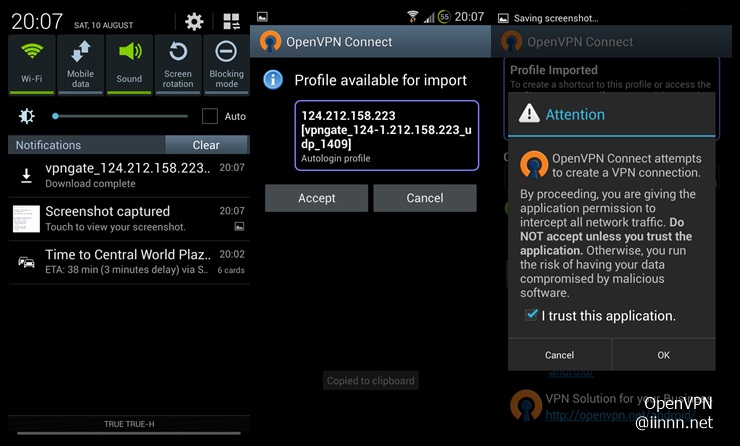 20:07 SAT, 10 AUGUST
Wi-Fi
Mobile data
Sound
Screen rotation
Blocking mode
Auto
Notifications Clear
vpngate_124.212.158.223.. 20:07
Download complete
Screenshot captured 20:07
Touch to view your screenshot.
Time to Central World Plaz.. 20:02
ETA: 38 min (3 minutes delay) via S.. 6 cards
TRUE TRUE-H
55 20:07
OpenVPN Connect
Profile available for import
124.212.158.223
[vpngate_124-1.212.158.223_u
dp_1409]
Autologin profile
Accept Cancel
Copied to clipboard
Saving screenshot...
OpenVPN Connect
Profile Imported
To create a shortcut to this profile or access the
Attention
OpenVPN Connect attempts
to create a VPN connection.
By proceeding, you are giving the
application permission to
intercept all network traffic. Do
NOT accept unless you trust the
application. Otherwise, you run
the risk of having your data
compromised by malicious
software.
I trust this application.
Cancel OK
android/
VPN Solution for your Business
http://openvpn.net/android/
OpenVPN
@iinnn.net